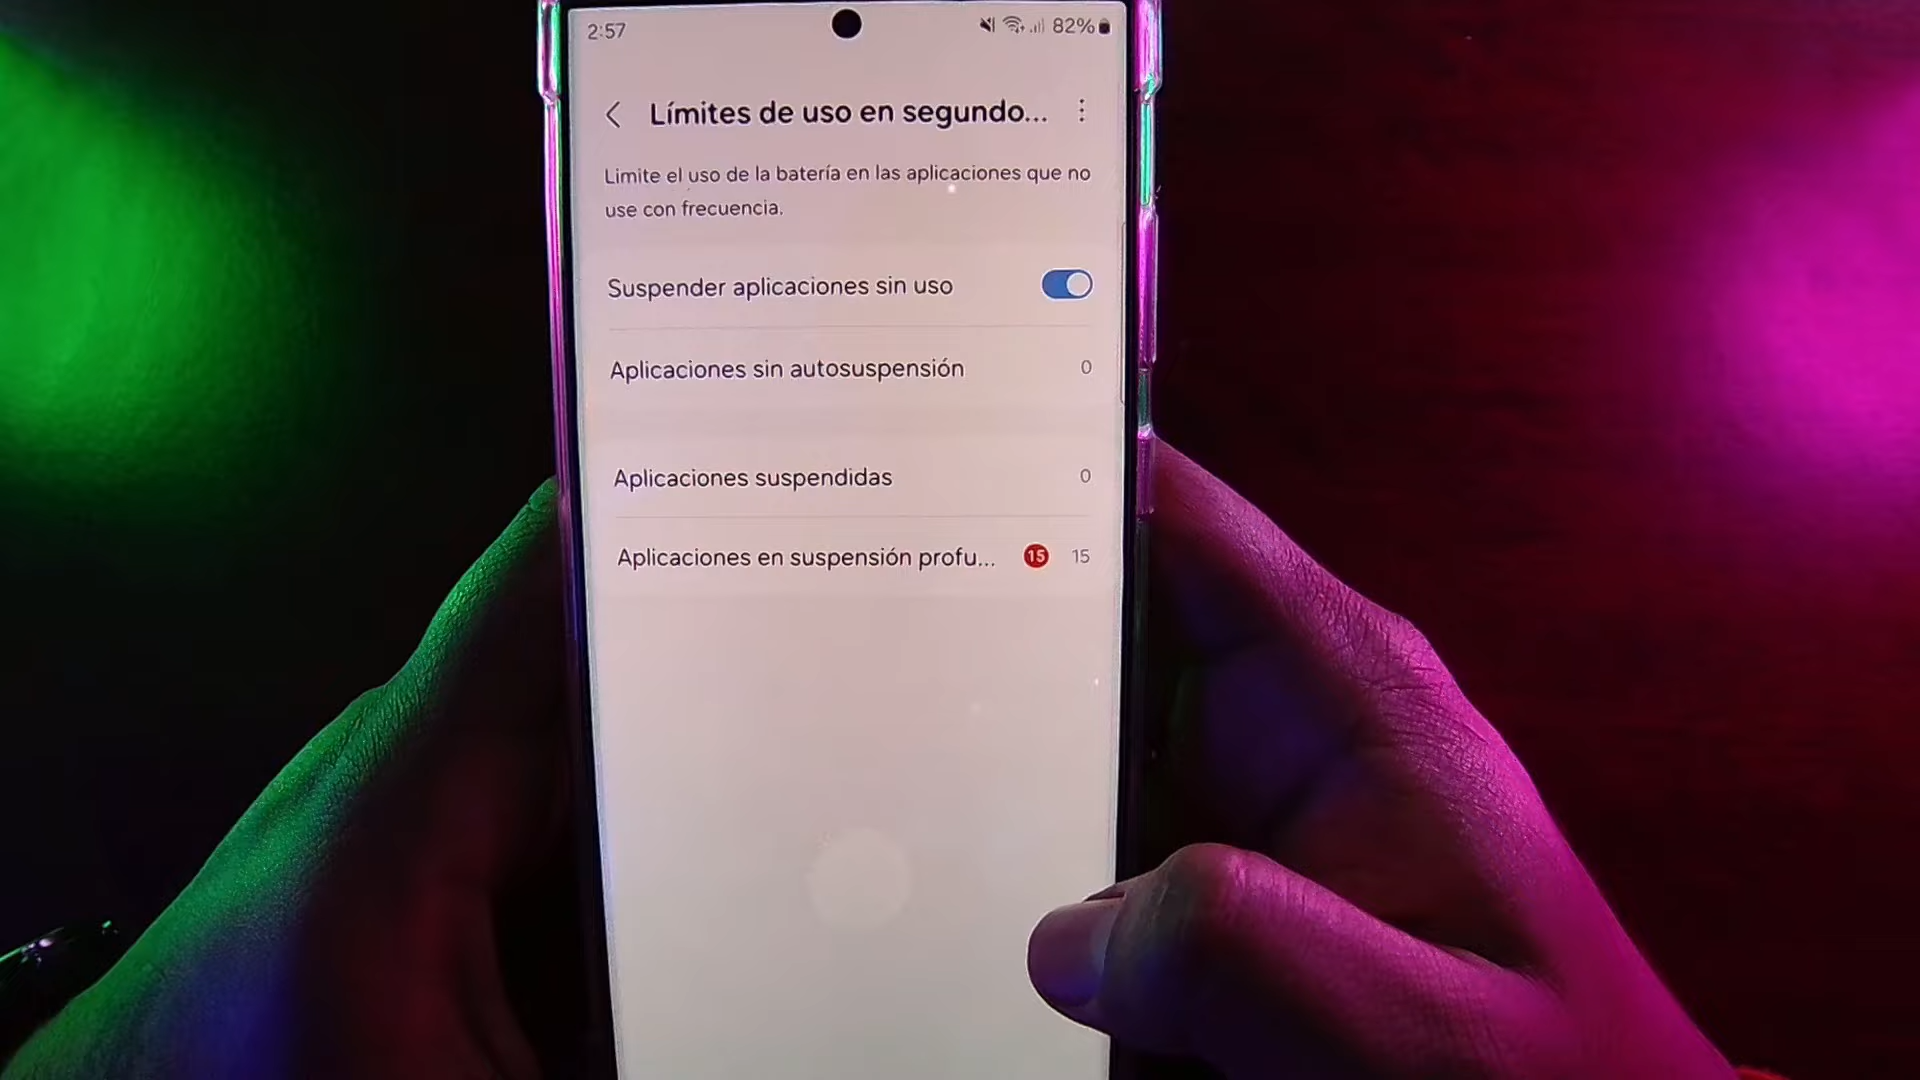 2:57 82%
Límites de uso en segundo...
Limite el uso de la batería en las aplicaciones que no
use con frecuencia.
Suspender aplicaciones sin uso
Aplicaciones sin autosuspensión 0
Aplicaciones suspendidas 0
Aplicaciones en suspensión profu... 15 15